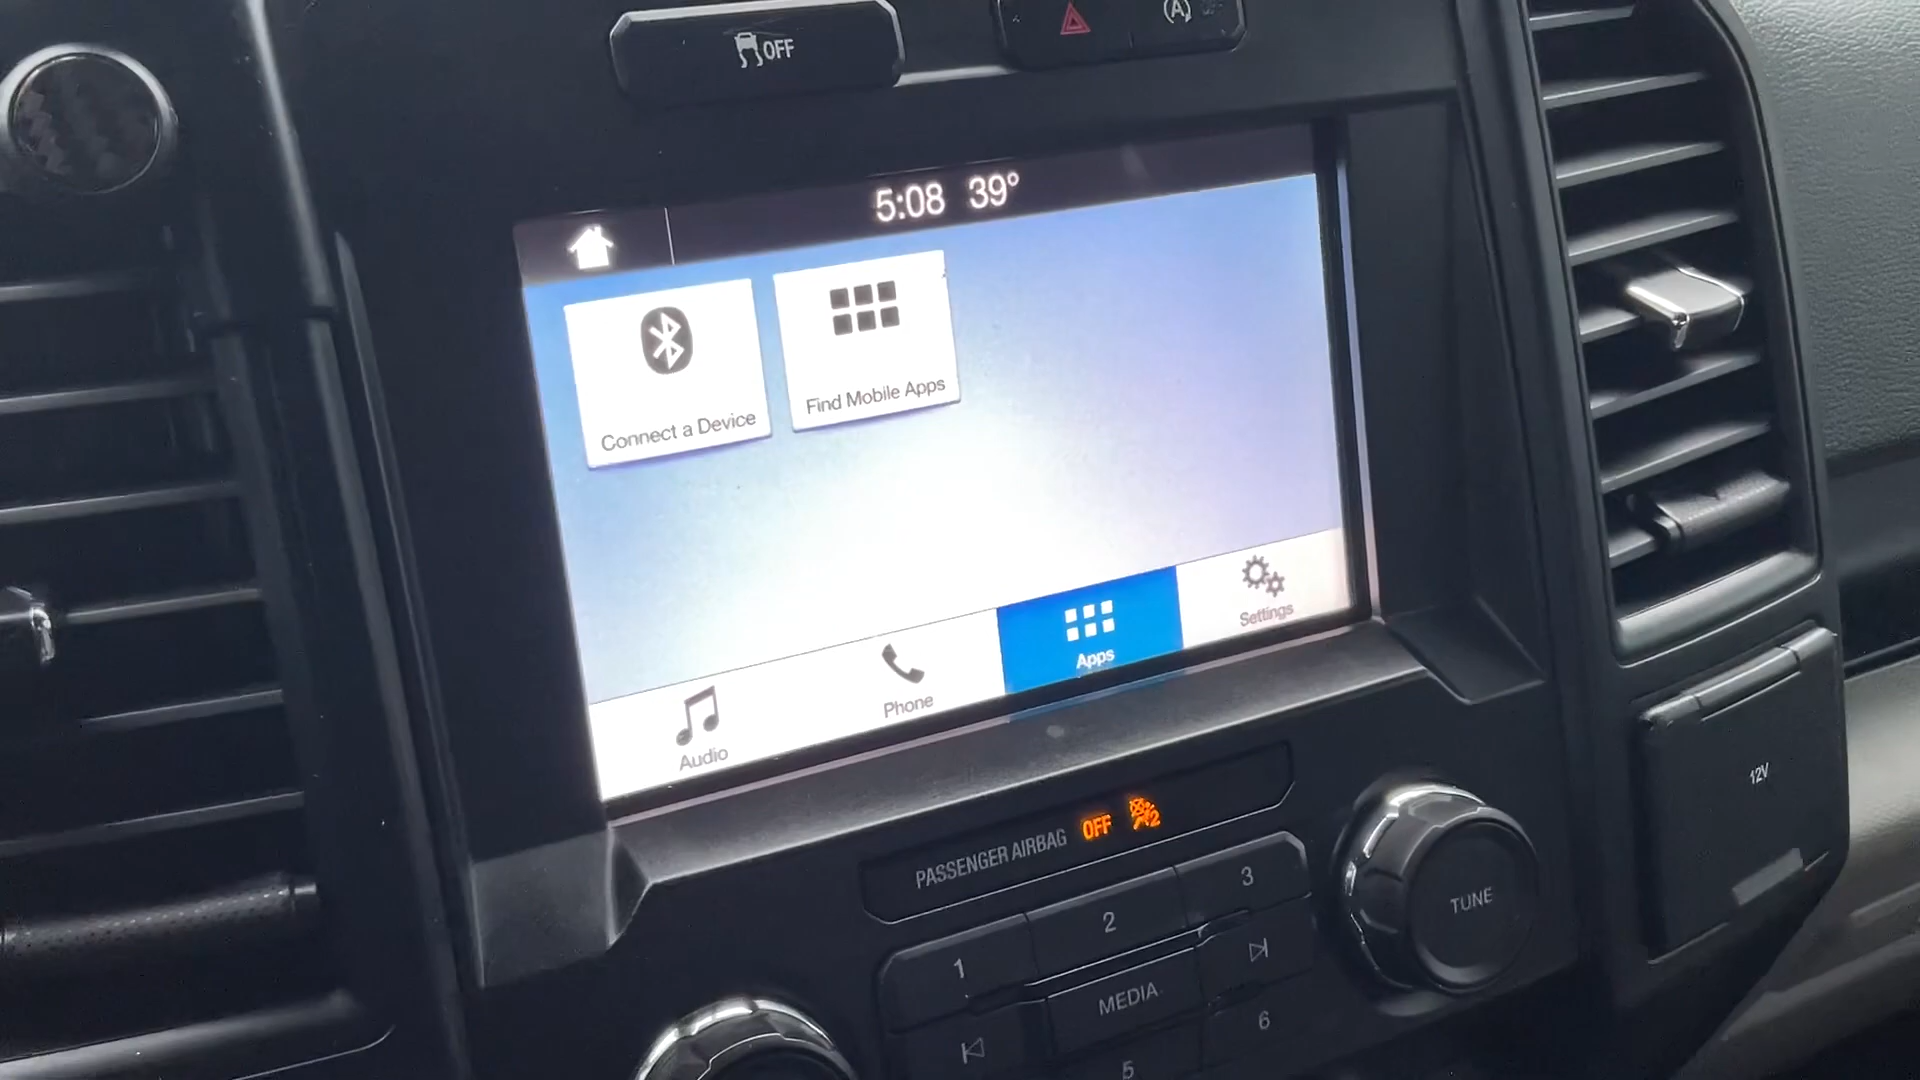 OFF
A
5:08 39°
Connect a Device
Find Mobile Apps
Audio
Phone
Apps
Settings
PASSENGER AIRBAG OFF 2
12V
1
2
3
TUNE
MEDIA
5
6